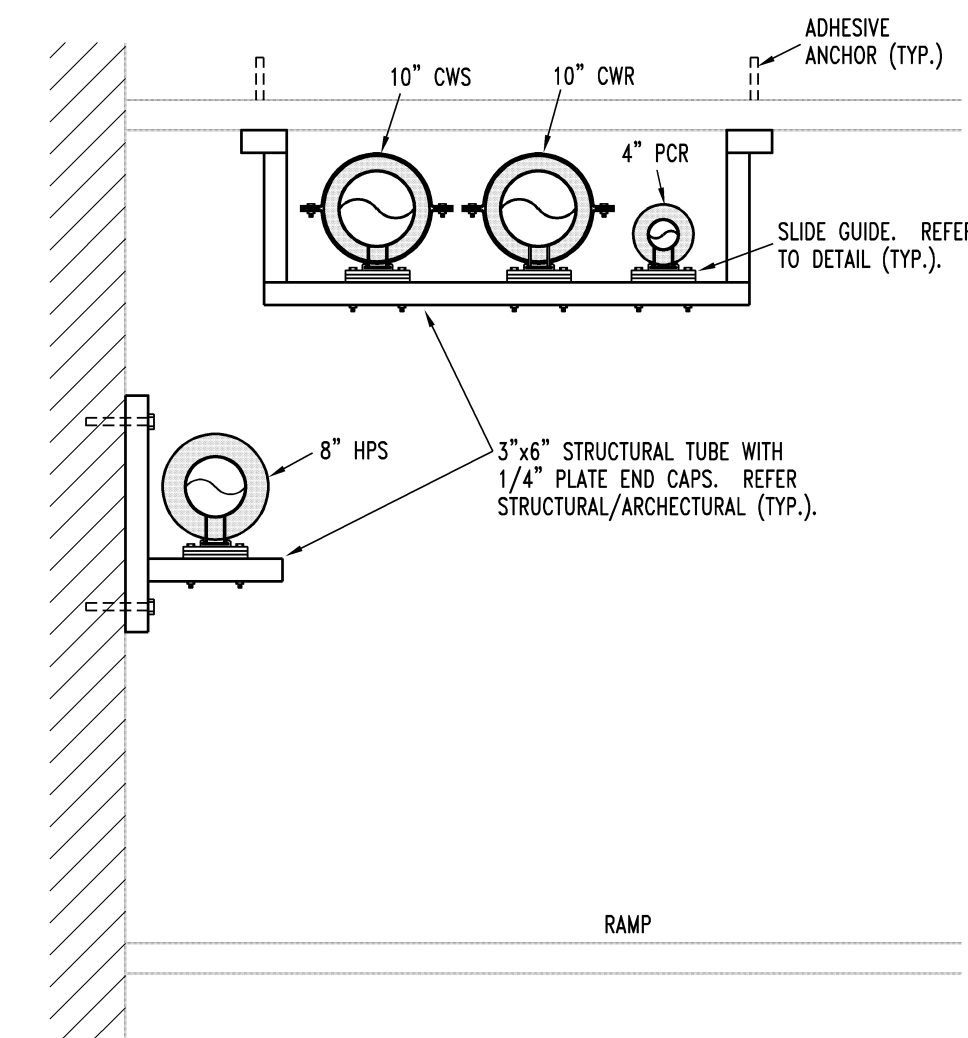 ADHESIVE
ANCHOR (TYP.)
10” CWS
10” CWR
4” PCR
SLIDE GUIDE. REFER
TO DETAIL (TYP.).
8” HPS
3”x6” STRUCTURAL TUBE WITH
1/4” PLATE END CAPS. REFER
STRUCTURAL/ARCHECTURAL (TYP.).
RAMP